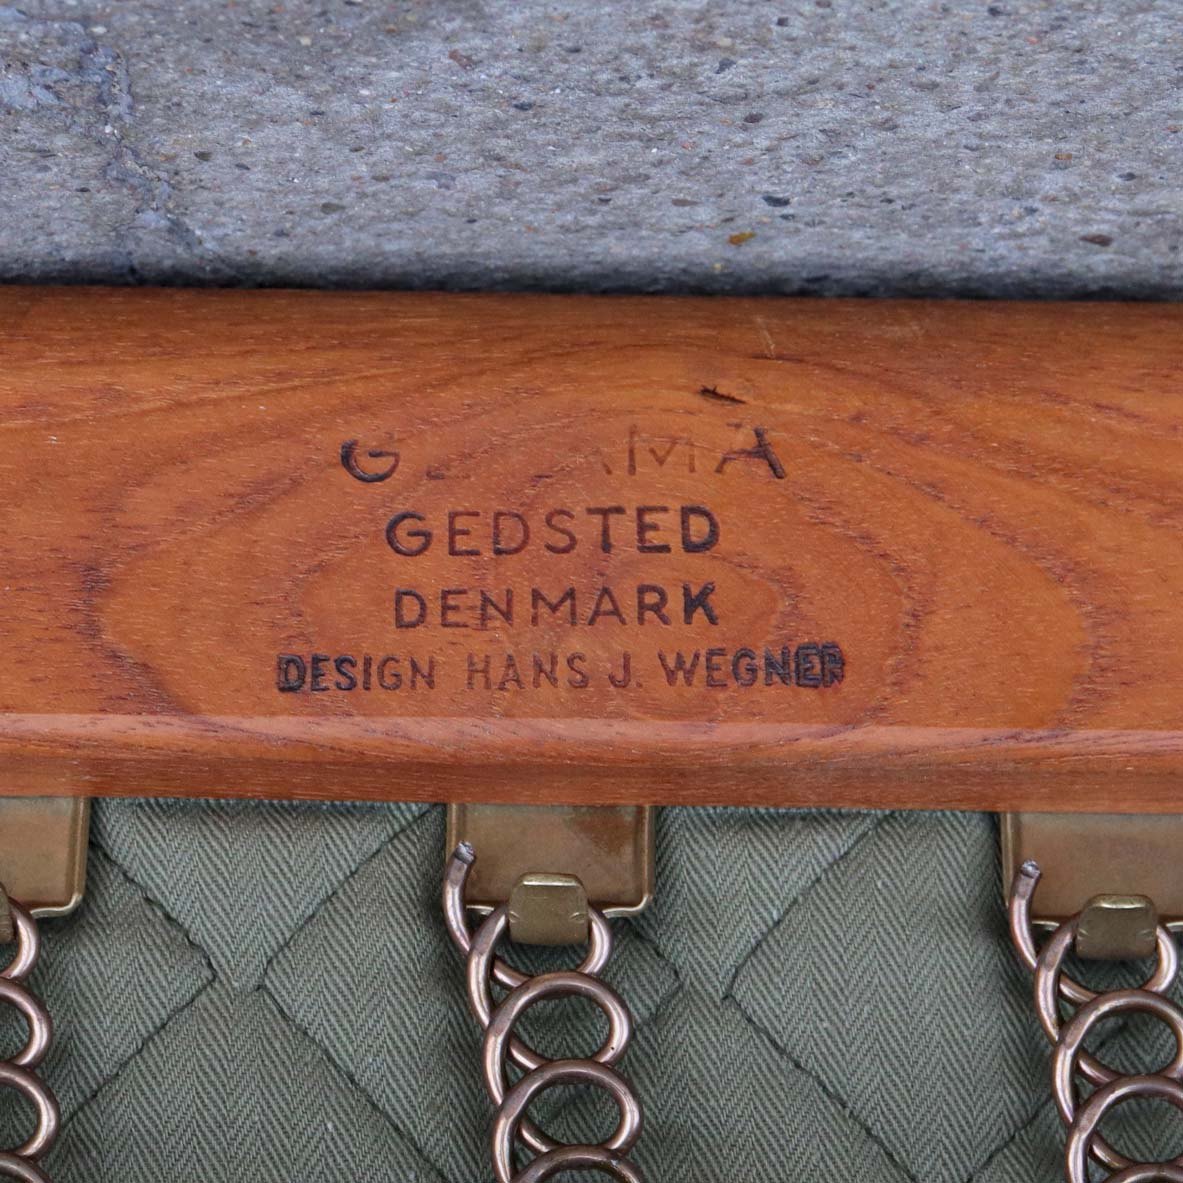 GEDSTED
DENMARK
DESIGN HANS J. WEGNER